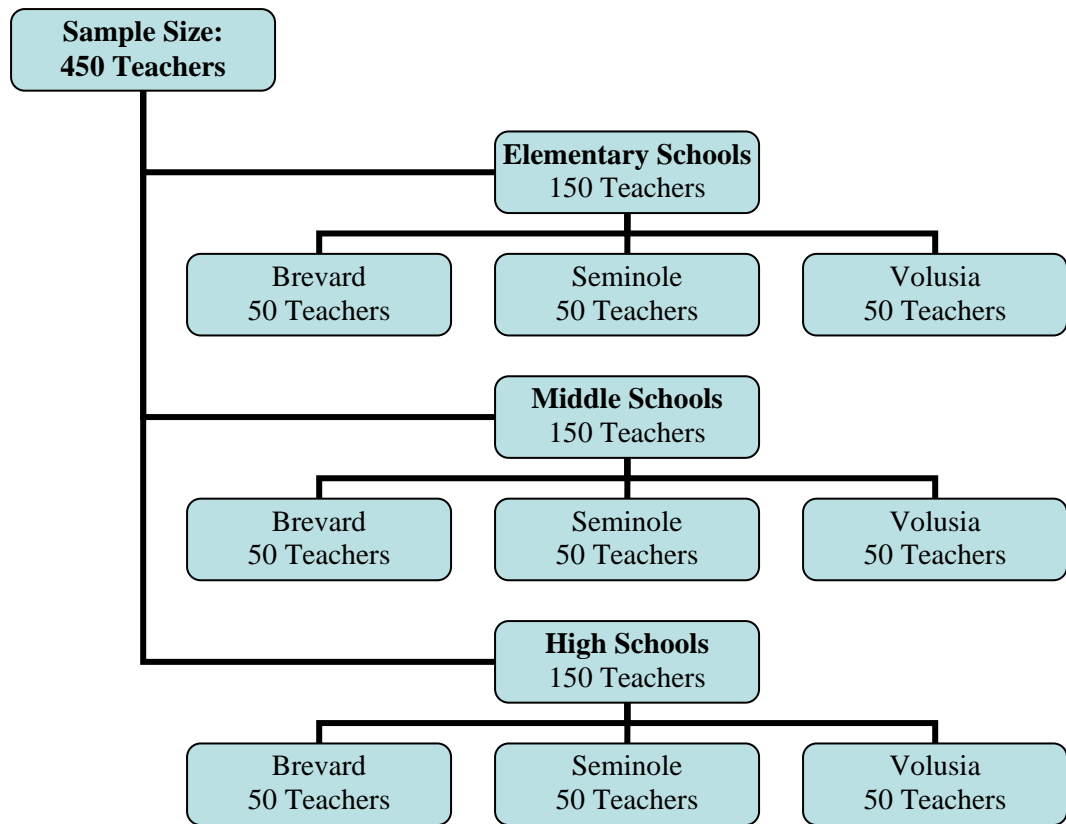 Sample Size:
450 Teachers
Elementary Schools
150 Teachers
Brevard
50 Teachers
Seminole
50 Teachers
Volusia
50 Teachers
Middle Schools
150 Teachers
Brevard
50 Teachers
Seminole
50 Teachers
Volusia
50 Teachers
High Schools
150 Teachers
Brevard
50 Teachers
Seminole
50 Teachers
Volusia
50 Teachers